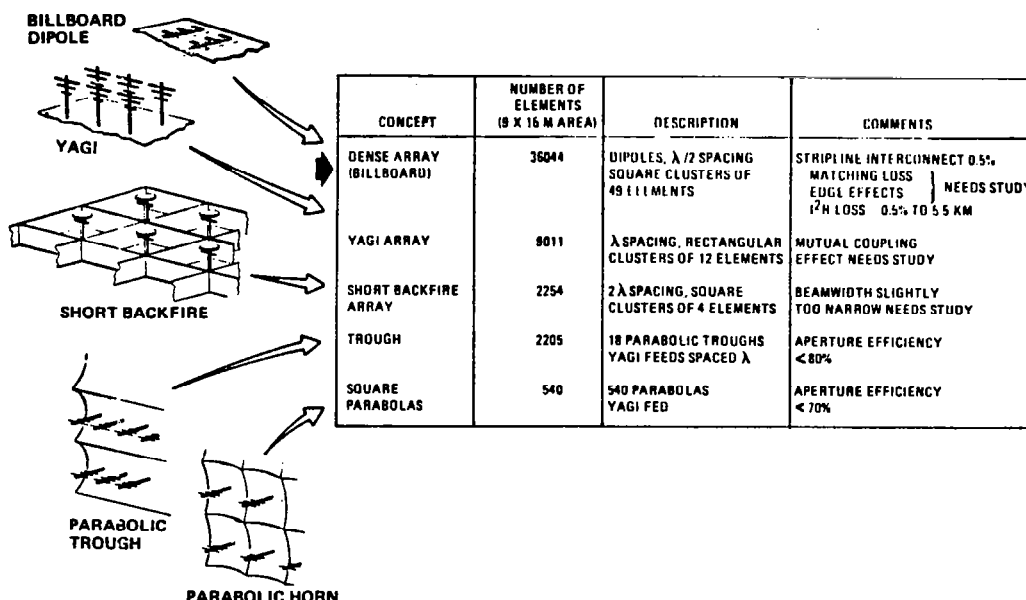 BILLBOARD
DIPOLE
YAGI
SHORT BACKFIRE
PARABOLIC
TROUGH
PARABOLIC HORN
CONCEPT
NUMBER OF
ELEMENTS
(9 X 15 M AREA)
DESCRIPTION
COMMENTS
DENSE ARRAY
(BILLBOARD)
36044
DIPOLES, λ/2 SPACING
SQUARE CLUSTERS OF
49 ELEMENTS
STRIPLINE INTERCONNECT 0.5%
MATCHING LOSS
EDGE EFFECTS
NEEDS STUDY
LOSS 0.5% TO 5.5 KM
YAGI ARRAY
9011
λ SPACING, RECTANGULAR
CLUSTERS OF 12 ELEMENTS
MUTUAL COUPLING
EFFECT NEEDS STUDY
SHORT BACKFIRE
ARRAY
2254
2 λ SPACING, SQUARE
CLUSTERS OF 4 ELEMENTS
BEAMWIDTH SLIGHTLY
TOO NARROW NEEDS STUDY
TROUGH
2205
18 PARABOLIC TROUGHS
YAGI FEEDS SPACED λ
APERTURE EFFICIENCY
<80%
SQUARE
PARABOLAS
540
540 PARABOLAS
YAGI FED
APERTURE EFFICIENCY
< 70%